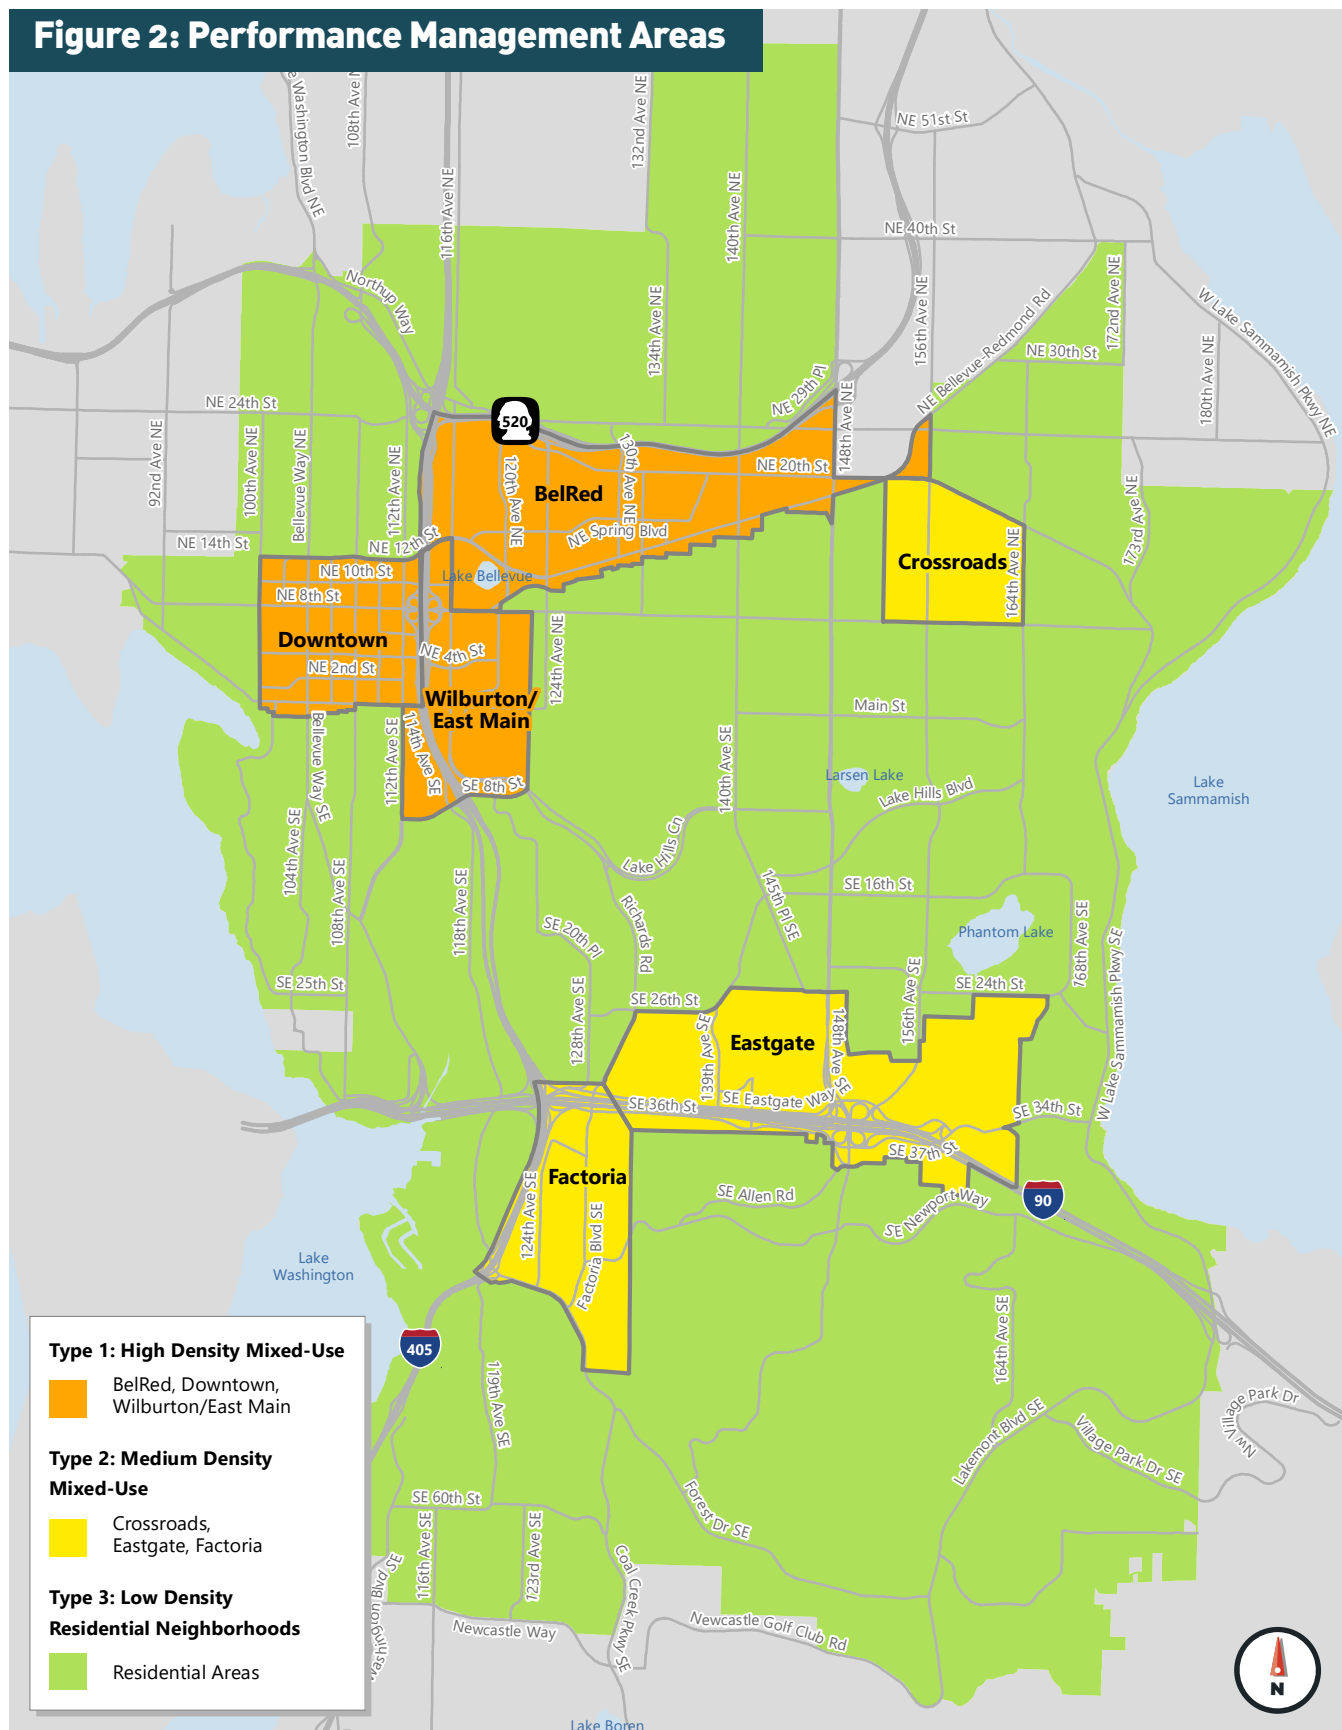 Figure 2: Performance Management Areas
108th Ave N
e Washington Blvd NE
116th Ave NE
132nd Ave NE
140th Ave NE
NE 51st St
NE 40th St
Northup Way
134th Ave NE
156th Ave NE
NE Bellevue-Redmond Rd
172nd Ave NE
W Lake Sammamish Pkwy NE
NE 30th St
180th Ave NE
NE 29th Pl
148th Ave NE
NE 24th St
520
92nd Ave NE
100th Ave NE
Bellevue Way NE
112th Ave NE
120th Ave NE
130th Ave NE
NE 20th St
BelRed
173rd Ave NE
NE 14th St
NE 12th St
NE Spring Blvd
Crossroads
164th Ave NE
NE 10th St
Lake Bellevue
NE 8th St
Downtown
NE 4th St
124th Ave NE
NE 2nd St
Wilburton/
East Main
Main St
Bellevue Way SE
112th Ave SE
114th Ave SE
140th Ave SE
SE 8th St
Larsen Lake
Lake Hills Blvd
Lake
Sammamish
104th Ave SE
108th Ave SE
Lake Hills Cn
118th Ave SE
145th Pl SE
SE 16th St
Richards Rd
SE 20th Pl
Phantom Lake
168th Ave SE
W Lake Sammamish Pkwy SE
SE 25th St
SE 26th St
SE 24th St
128th Ave SE
139th Ave SE
Eastgate
148th Ave SE
156th Ave SE
SE Eastgate Way
SE 36th St
SE 34th St
SE 37th St
Factoria
124th Ave SE
Factoria Blvd SE
SE Allen Rd
SE Newport Way
90
Lake
Washington
405
164th Ave SE
119th Ave SE
Lakemont Blvd SE
Village Park Dr SE
NW Village Park Dr
Forest Dr SE
SE 60th St
116th Ave SE
123rd Ave SE
Coal Creek Pkwy SE
Newcastle Way
Newcastle Golf Club Rd
Lake Boren
Type 1: High Density Mixed-Use
BelRed, Downtown,
Wilburton/East Main
Type 2: Medium Density
Mixed-Use
Crossroads,
Eastgate, Factoria
Type 3: Low Density
Residential Neighborhoods
Residential Areas
N